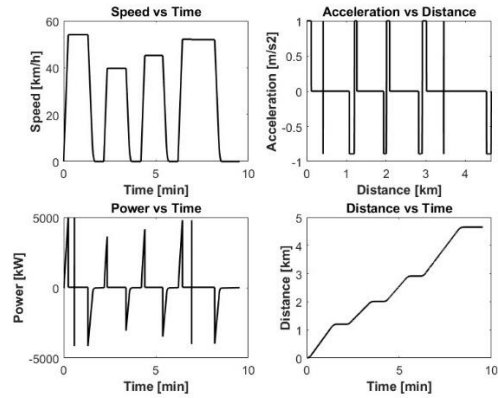 Speed vs Time
Speed [km/h]
60
40
20
0
0
5
10
Time [min]
Acceleration vs Distance
Acceleration [m/s2]
1
0.5
0
-0.5
-1
0
1
2
3
4
Distance [km]
Power vs Time
Power [kW]
5000
0
-5000
0
5
10
Time [min]
Distance vs Time
Distance [km]
5
4
3
2
1
0
0
5
10
Time [min]